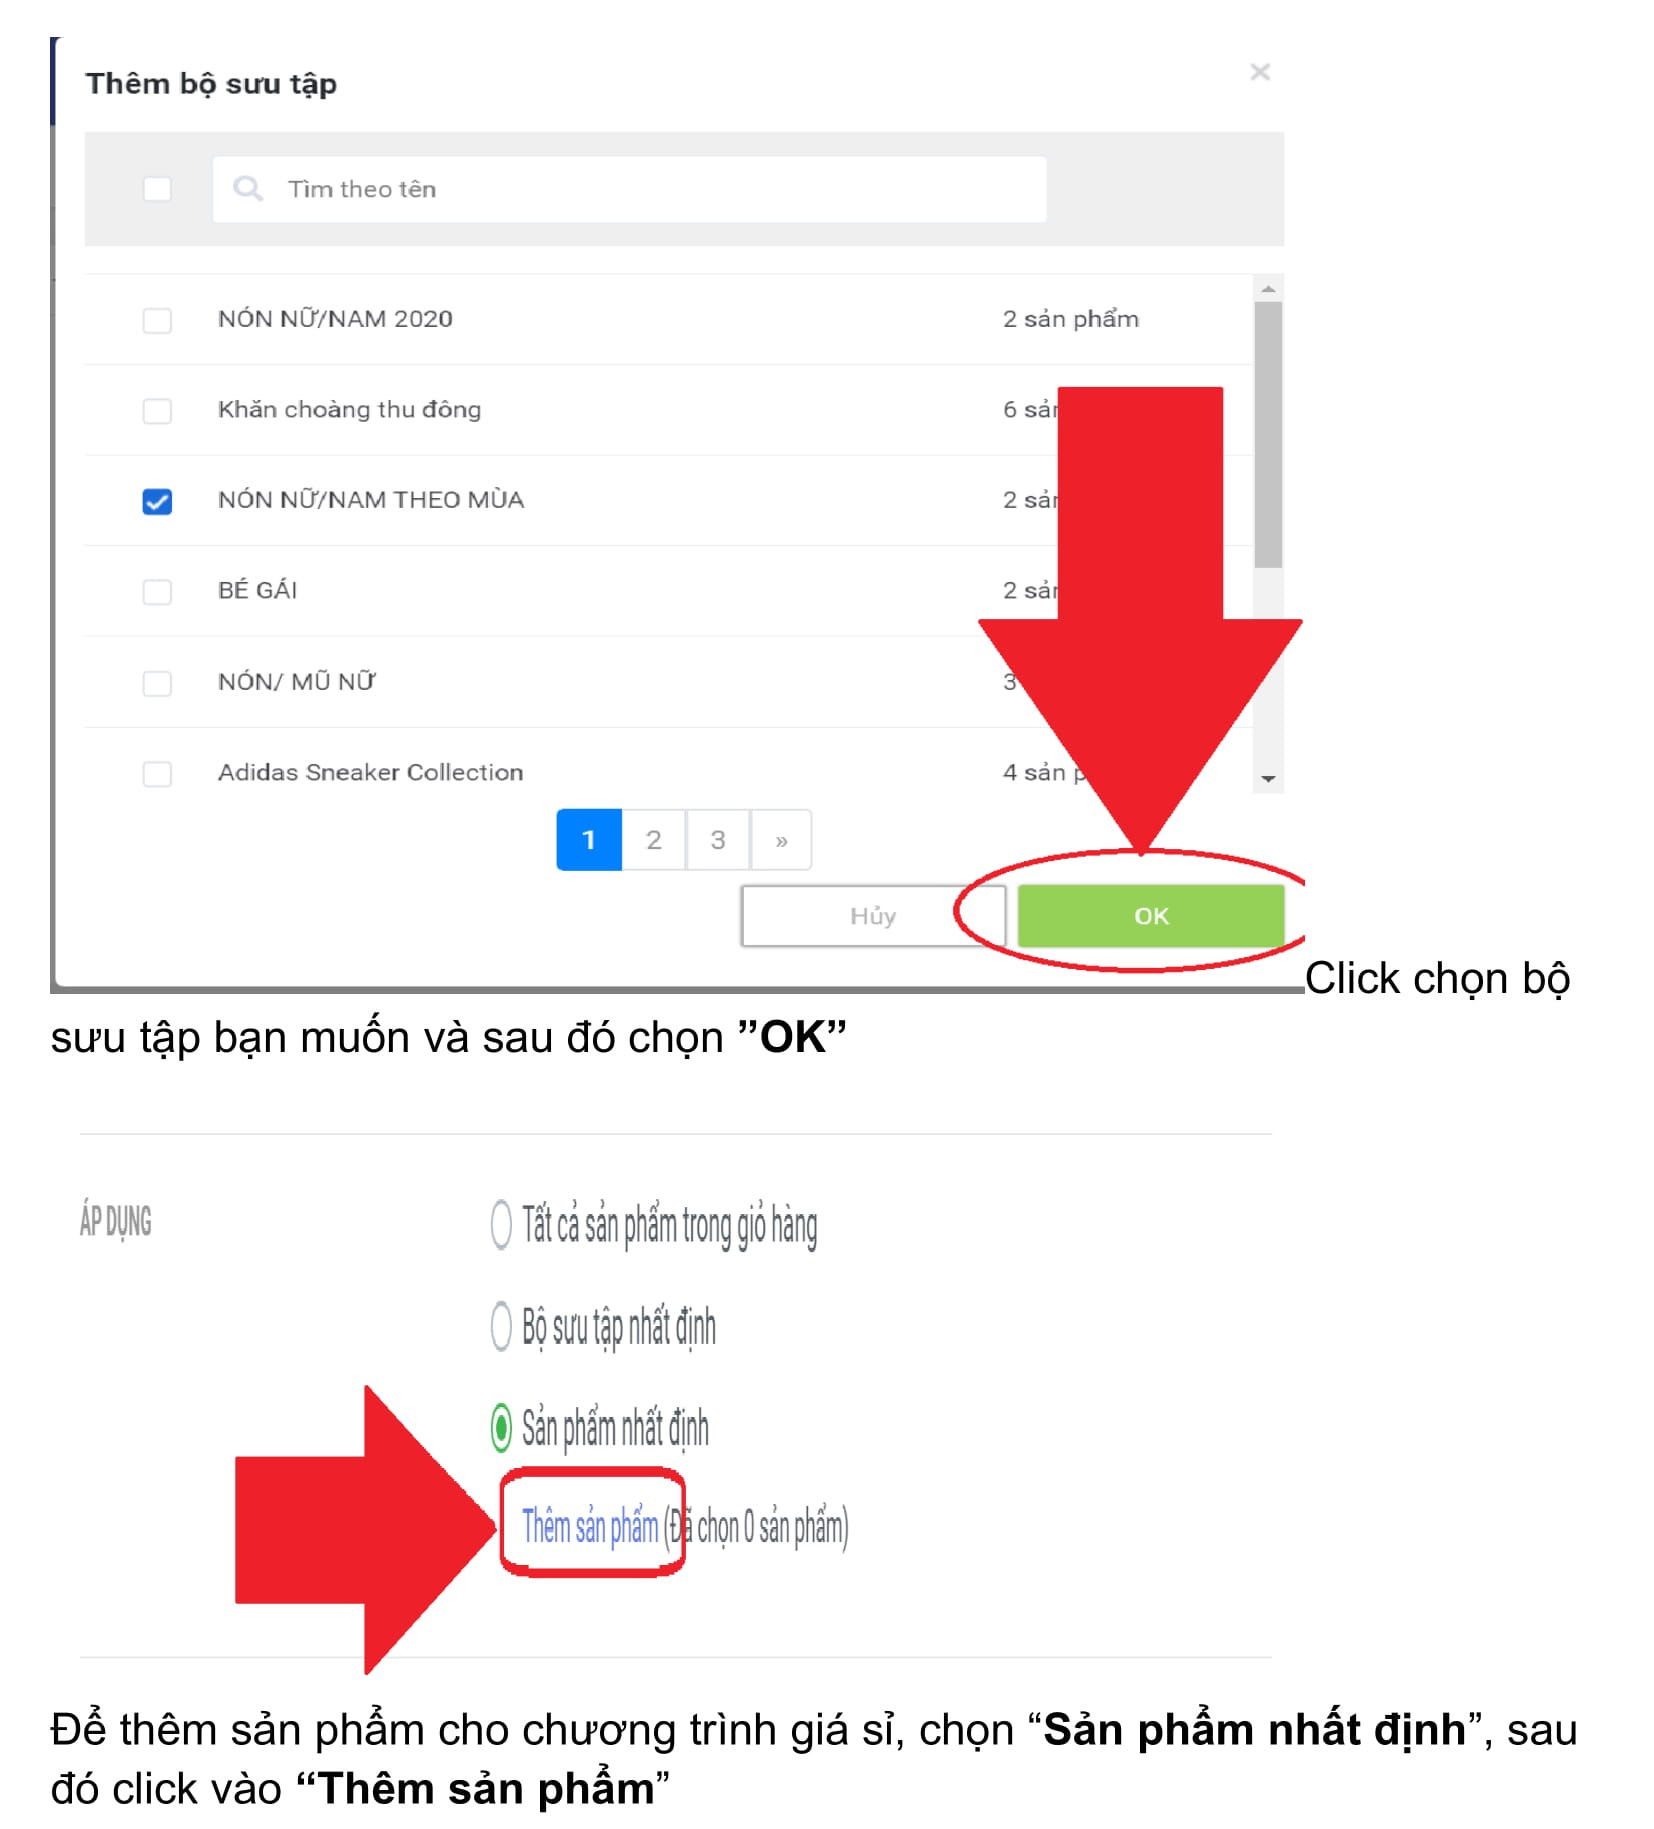 Thêm bộ sưu tập
×
Tìm theo tên
NÓN NỮ/NAM 2020 2 sản phẩm
Khăn choàng thu đông 6
NÓN NỮ/NAM THEO MÙA 2
BÉ GÁI 2
NÓN/ MŨ NỮ 3
Adidas Sneaker Collection 4 sản
1 2 3 »
Hủy OK
Click chọn bộ
sưu tập bạn muốn và sau đó chọn ”OK”
ÁP DỤNG Tất cả sản phẩm trong giỏ hàng
Bộ sưu tập nhất định
Sản phẩm nhất định
Thêm sản phẩm (Đã chọn 0 sản phẩm)
Để thêm sản phẩm cho chương trình giá sỉ, chọn “Sản phẩm nhất định”, sau
đó click vào “Thêm sản phẩm”